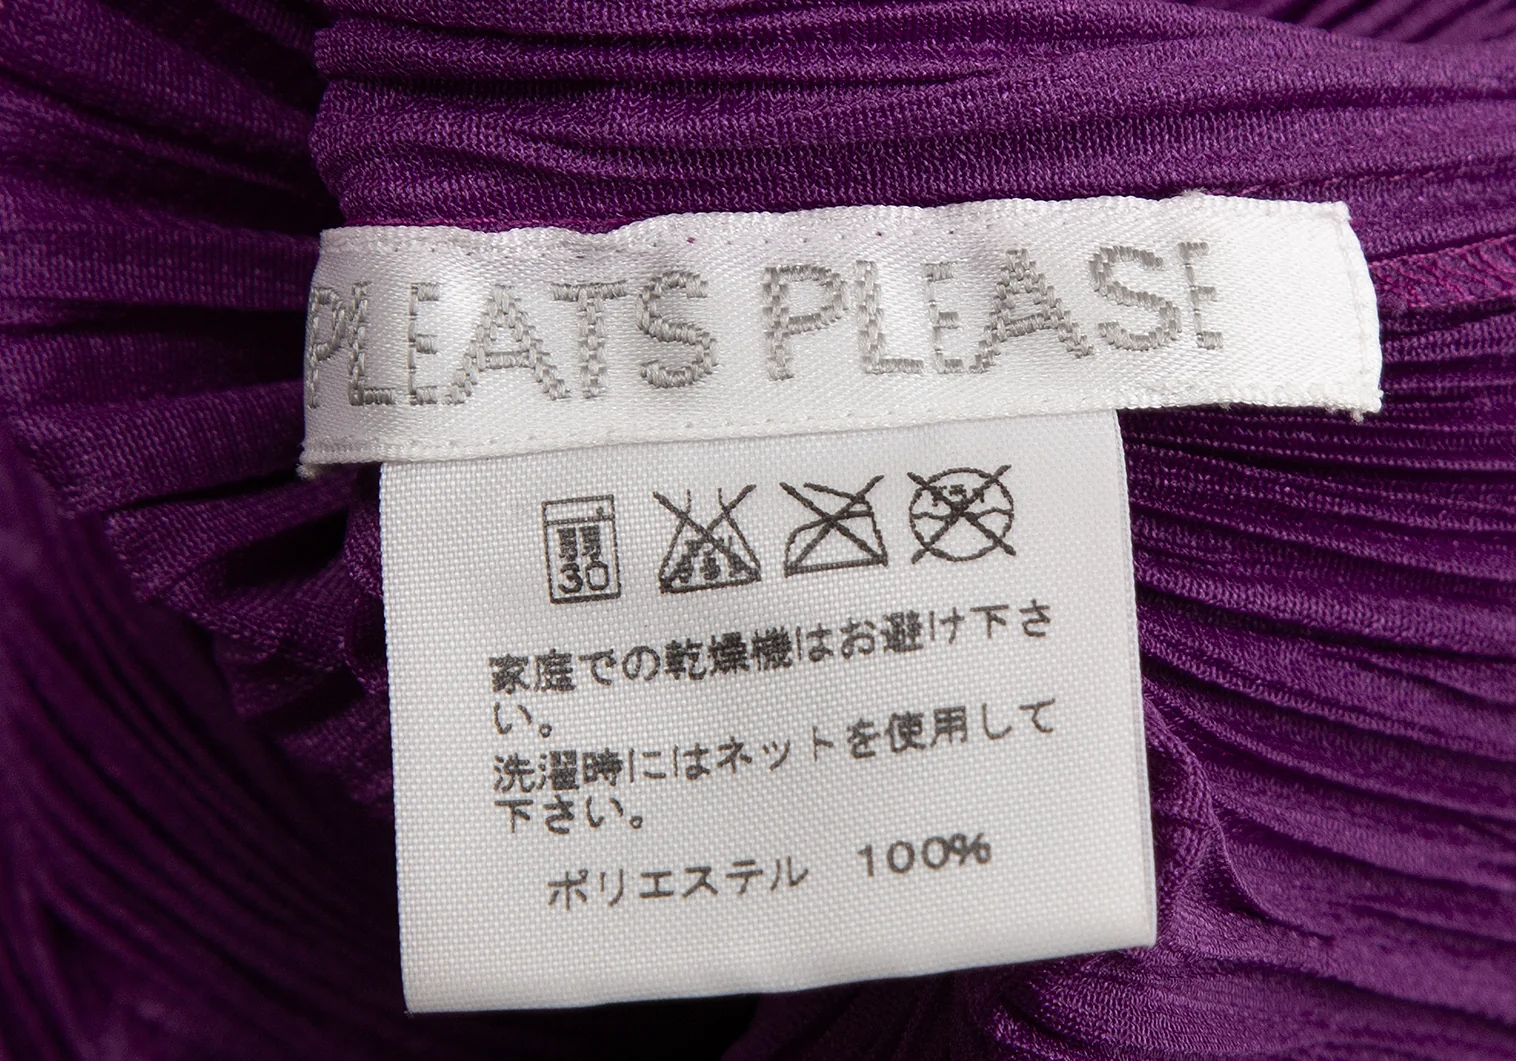 PLEATS PLEASE
30
家庭での乾燥機はお避け下さ
い。
洗濯時にはネットを使用して
下さい。
ポリエステル 100%